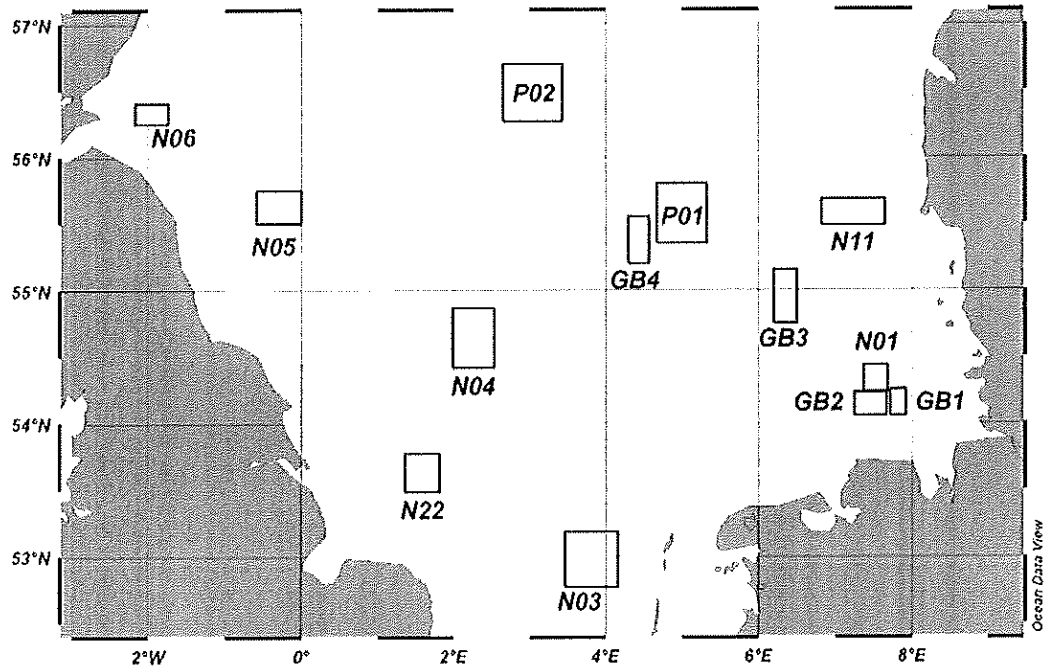 57°N
P02
N06
56°N
P01
N05
N11
GB4
55°N
GB3
N01
N04
GB2
GB1
54°N
N22
53°N
N03
Ocean Data View
2°W
0°
2°E
4°E
6°E
8°E